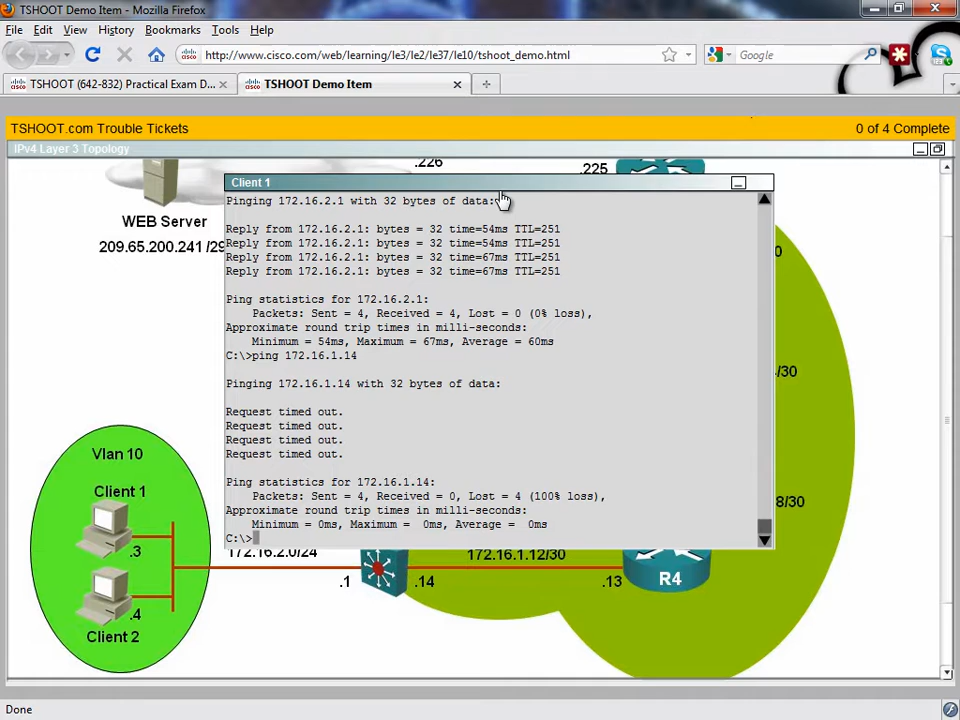 TSHOOT Demo Item - Mozilla Firefox
File Edit View History Bookmarks Tools Help
http://www.cisco.com/web/learning/le3/le2/le37/le10/tshoot_demo.html
Google
TSHOOT (642-832) Practical Exam D...
TSHOOT Demo Item
TSHOOT.com Trouble Tickets
0 of 4 Complete
IPv4 Layer 3 Topology
.226
.225
WEB Server
209.65.200.241 /29
Client 1
Pinging 172.16.2.1 with 32 bytes of data:
Reply from 172.16.2.1: bytes = 32 time=54ms TTL=251
Reply from 172.16.2.1: bytes = 32 time=54ms TTL=251
Reply from 172.16.2.1: bytes = 32 time=67ms TTL=251
Reply from 172.16.2.1: bytes = 32 time=67ms TTL=251
Ping statistics for 172.16.2.1:
Packets: Sent = 4, Received = 4, Lost = 0 (0% loss),
Approximate round trip times in milli-seconds:
Minimum = 54ms, Maximum = 67ms, Average = 60ms
C:\>ping 172.16.1.14
Pinging 172.16.1.14 with 32 bytes of data:
Request timed out.
Request timed out.
Request timed out.
Request timed out.
Ping statistics for 172.16.1.14:
Packets: Sent = 4, Received = 0, Lost = 4 (100% loss),
Approximate round trip times in milli-seconds:
Minimum = 0ms, Maximum = 0ms, Average = 0ms
C:\>
0
4/30
8/30
Vlan 10
Client 1
.3
.4
Client 2
172.16.2.0/24
.1
.14
172.16.1.12/30
.13
R4
Done